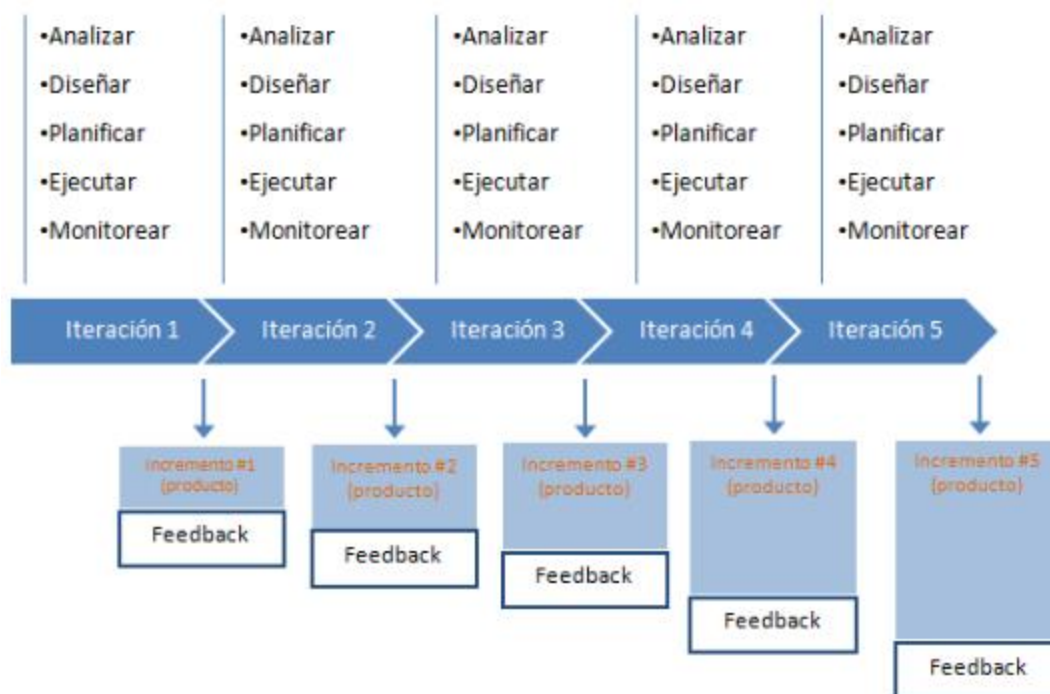 •Analizar
•Diseñar
•Planificar
•Ejecutar
•Monitorear
•Analizar
•Diseñar
•Planificar
•Ejecutar
•Monitorear
•Analizar
•Diseñar
•Planificar
•Ejecutar
•Monitorear
•Analizar
•Diseñar
•Planificar
•Ejecutar
•Monitorear
•Analizar
•Diseñar
•Planificar
•Ejecutar
•Monitorear
Iteración 1
Iteración 2
Iteración 3
Iteración 4
Iteración 5
Incremento #1
(producto)
Feedback
Incremento #2
(producto)
Feedback
Incremento #3
(producto)
Feedback
Incremento #4
(producto)
Feedback
Incremento #5
(producto)
Feedback